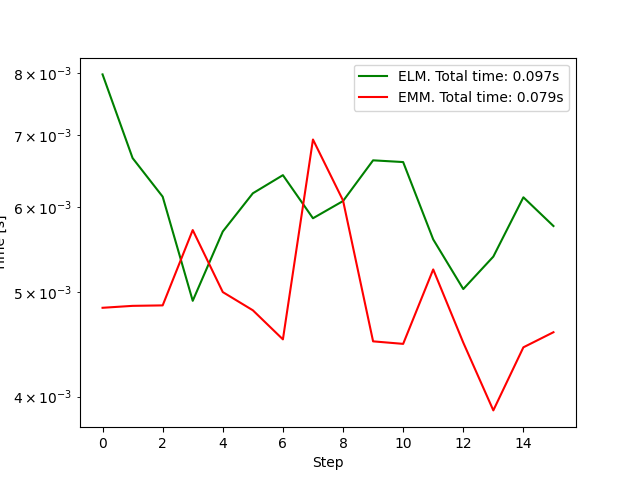 ELM. Total time: 0.097s
EMM. Total time: 0.079s
8 × 10⁻³
7 × 10⁻³
6 × 10⁻³
5 × 10⁻³
4 × 10⁻³
0 2 4 6 8 10 12 14
Step